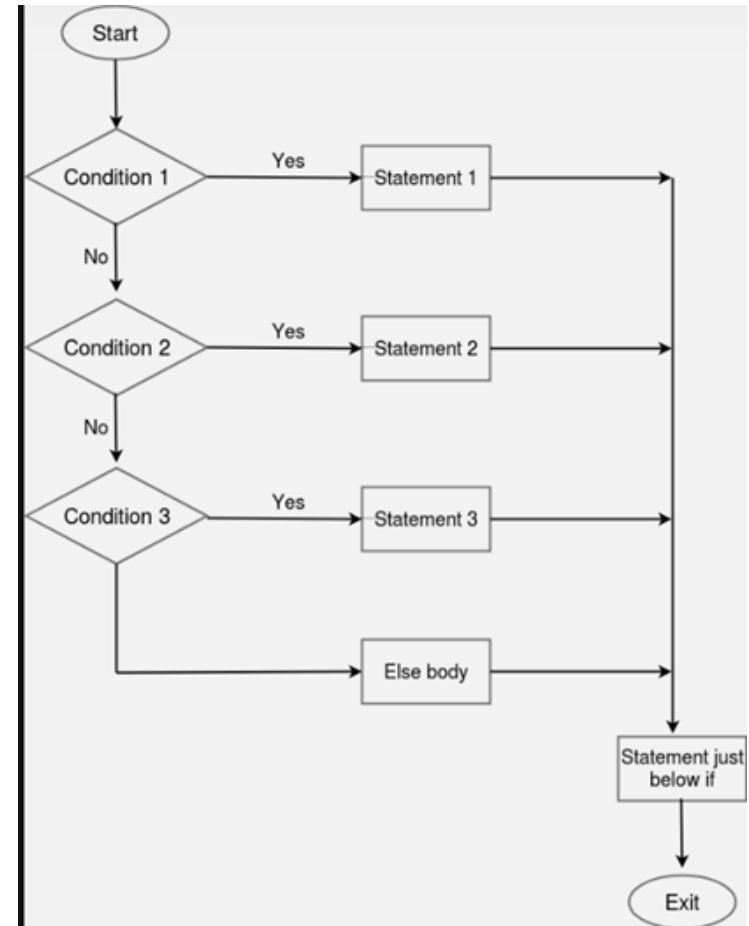 Start
Condition 1
Yes
Statement 1
No
Condition 2
Yes
Statement 2
No
Condition 3
Yes
Statement 3
Else body
Statement just
below if
Exit